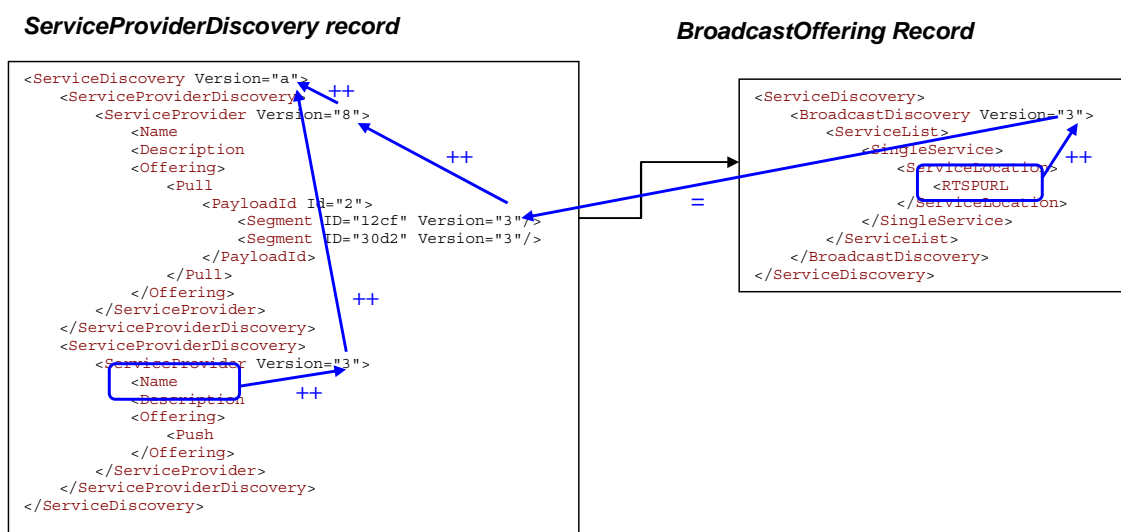 ServiceProviderDiscovery record
BroadcastOffering Record
<ServiceDiscovery Version="a">
<ServiceProviderDiscovery>
++
<ServiceProvider Version="8">
<Name
<Description
<Offering>
++
<Pull
<PayloadId Id="2">
<Segment ID="12cf" Version="3"/>
<Segment ID="30d2" Version="3"/>
</PayloadId>
</Pull>
</Offering>
++
</ServiceProvider>
</ServiceProviderDiscovery>
<ServiceProviderDiscovery>
<ServiceProvider Version="3">
<Name
++
<Description
<Offering>
<Push
</Offering>
</ServiceProvider>
</ServiceProviderDiscovery>
</ServiceDiscovery>
=
<ServiceDiscovery>
<BroadcastDiscovery Version="3">
<ServiceList>
<SingleService>
++
<ServiceLocation>
<RTSPURL
</ServiceLocation>
</SingleService>
</ServiceList>
</BroadcastDiscovery>
</ServiceDiscovery>